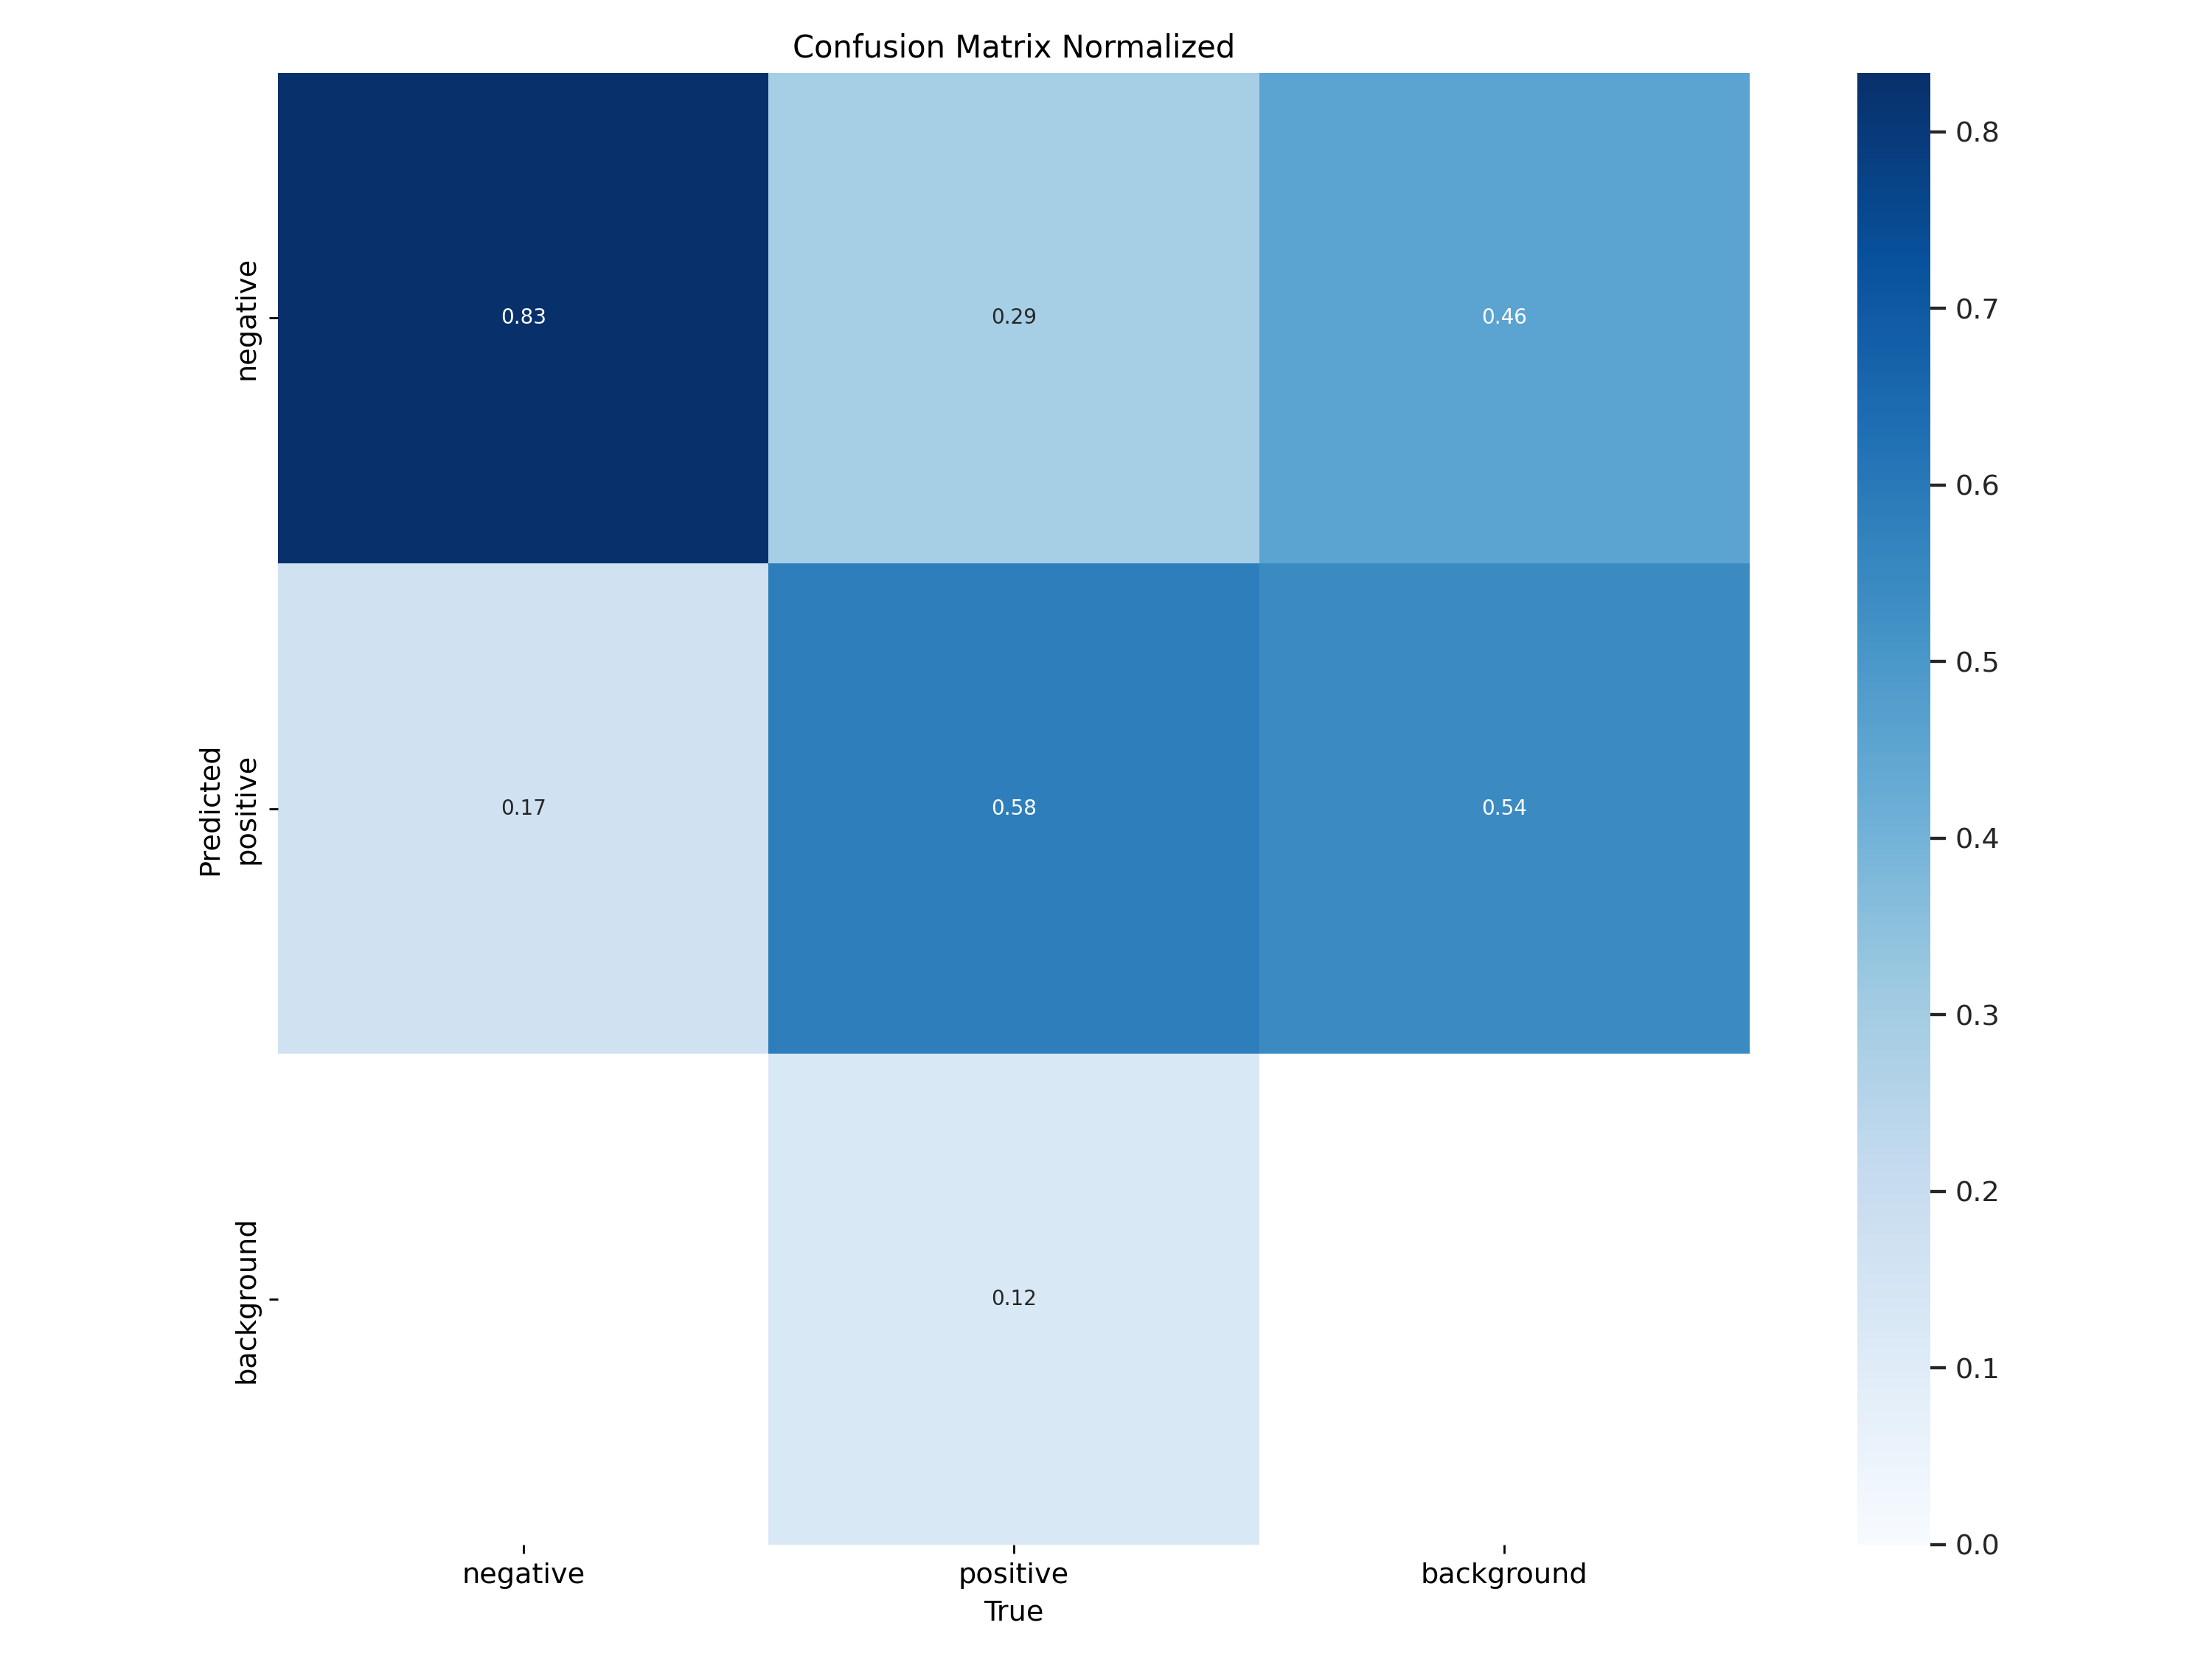 Confusion Matrix Normalized
negative
0.83
0.29
0.46
Predicted
positive
0.17
0.58
0.54
background
0.12
negative
positive
background
True
0.8
0.7
0.6
0.5
0.4
0.3
0.2
0.1
0.0